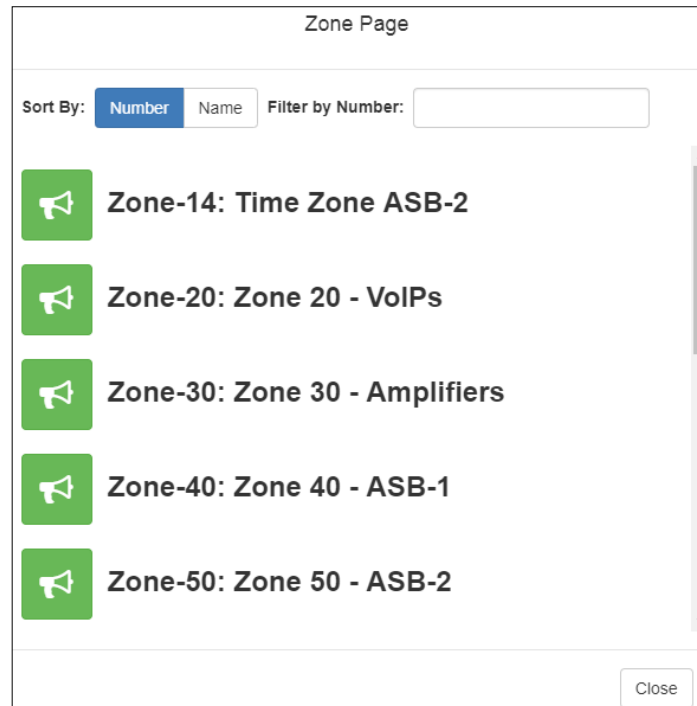 Zone Page
Sort By: Number Name Filter by Number:
Zone-14: Time Zone ASB-2
Zone-20: Zone 20 - VoIPs
Zone-30: Zone 30 - Amplifiers
Zone-40: Zone 40 - ASB-1
Zone-50: Zone 50 - ASB-2
Close